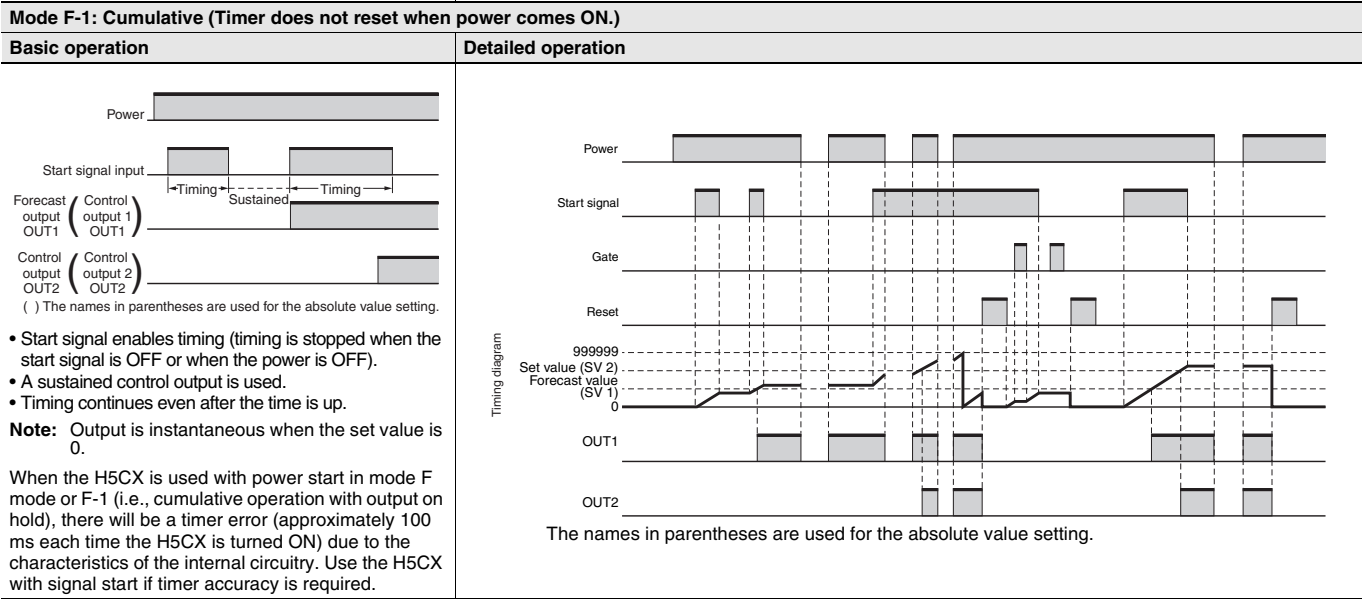 Mode F-1: Cumulative (Timer does not reset when power comes ON.)
Basic operation
Detailed operation
Power
Start signal input
Timing
Sustained
Timing
Forecast output OUT1 (Control output 1 OUT1)
Control output OUT2 (Control output 2 OUT2)
( ) The names in parentheses are used for the absolute value setting.
• Start signal enables timing (timing is stopped when the
start signal is OFF or when the power is OFF).
• A sustained control output is used.
• Timing continues even after the time is up.
Note: Output is instantaneous when the set value is
0.
When the H5CX is used with power start in mode F
mode or F-1 (i.e., cumulative operation with output on
hold), there will be a timer error (approximately 100
ms each time the H5CX is turned ON) due to the
characteristics of the internal circuitry. Use the H5CX
with signal start if timer accuracy is required.
Power
Start signal
Gate
Reset
Timing diagram
999999
Set value (SV 2)
Forecast value
(SV 1)
0
OUT1
OUT2
The names in parentheses are used for the absolute value setting.